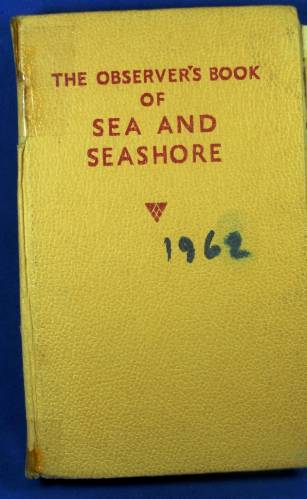 THE OBSERVER'S BOOK
OF
SEA AND
SEASHORE
1962